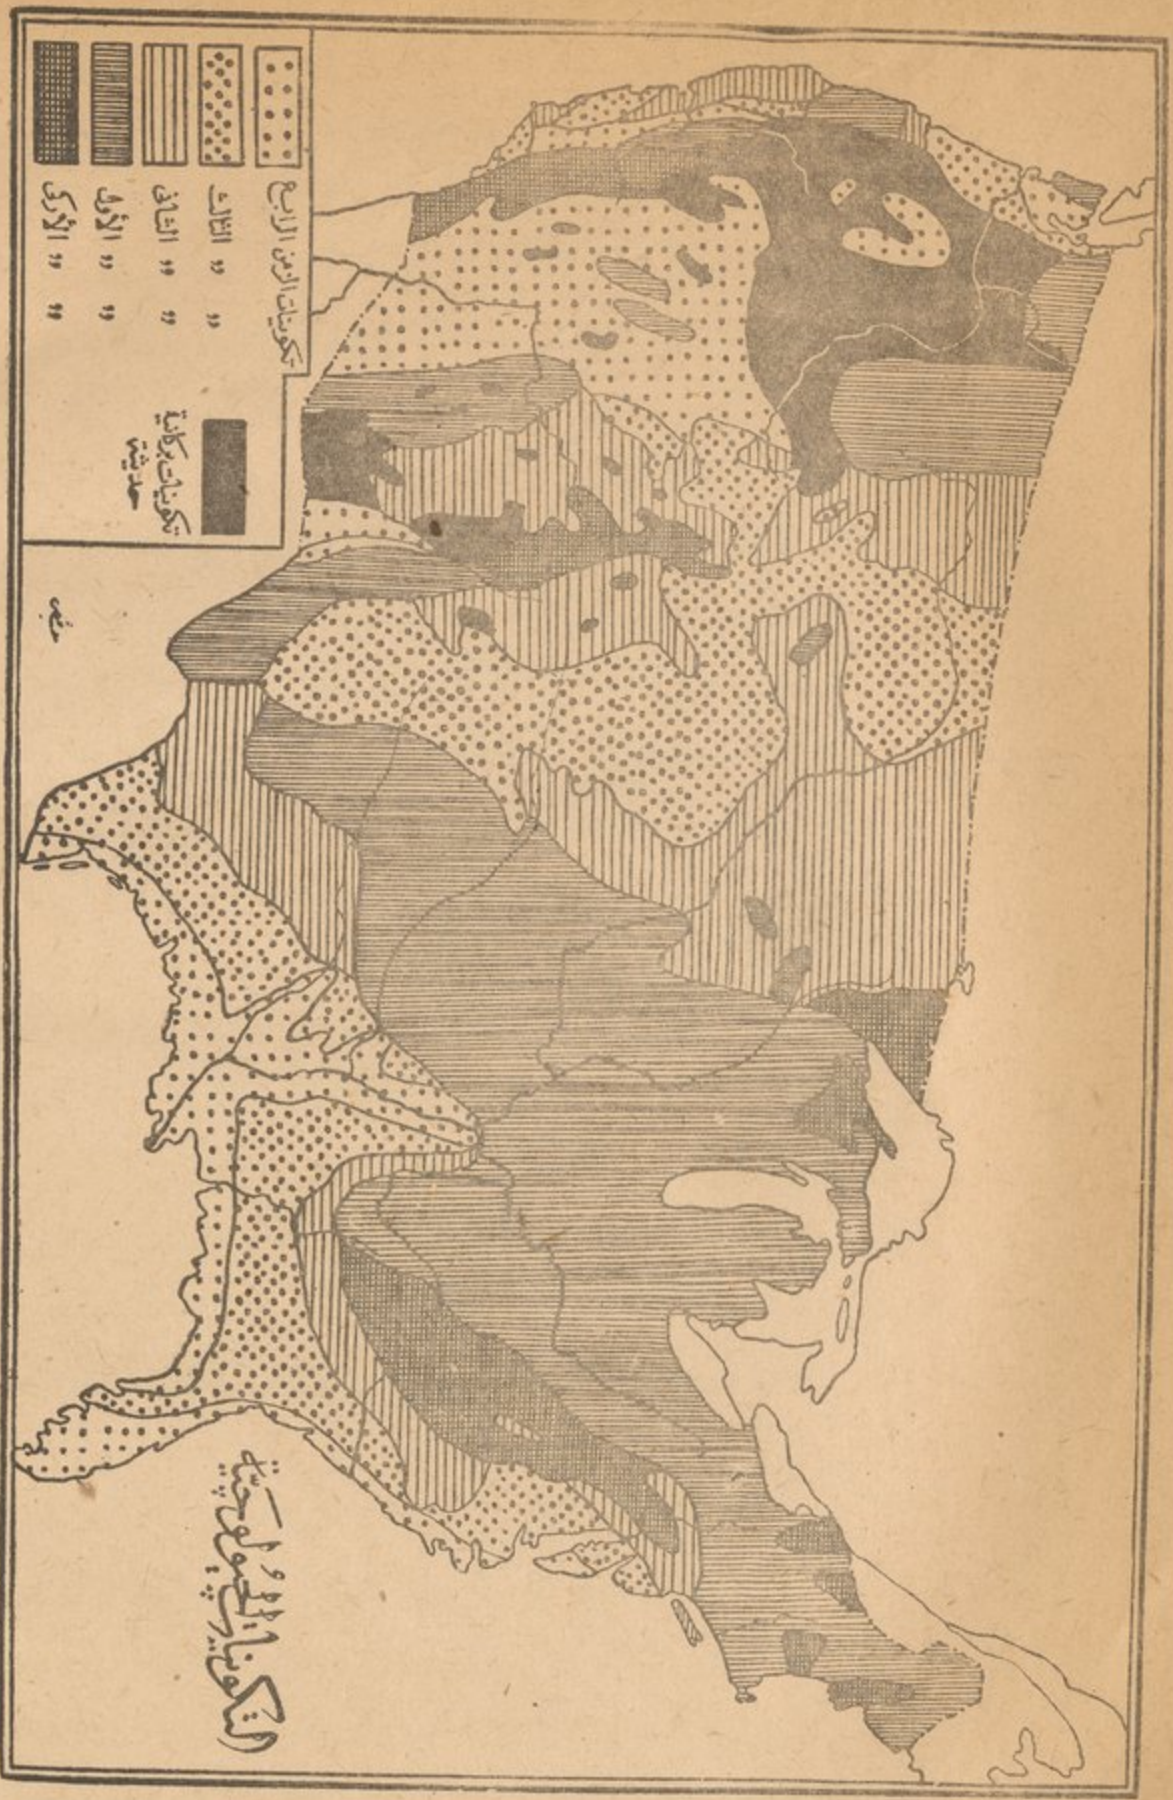 التكوينات الجيولوجية
تكوينات الزمن الرابع
" " الثالث
" " الثاني
" " الأول
" " الأركي
تكوينات بركانية
حديثة